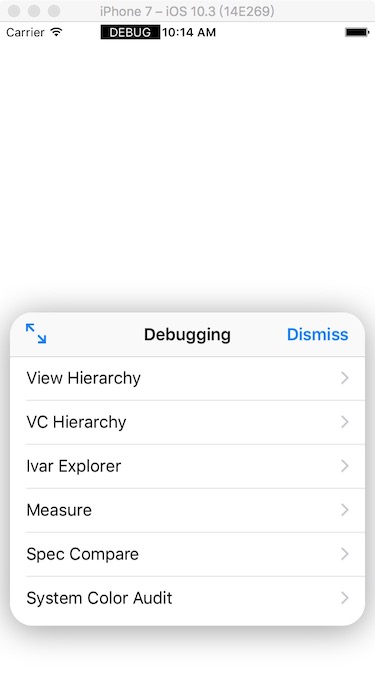 iPhone 7 – iOS 10.3 (14E269)
Carrier DEBUG 10:14 AM
Debugging Dismiss
View Hierarchy
VC Hierarchy
Ivar Explorer
Measure
Spec Compare
System Color Audit